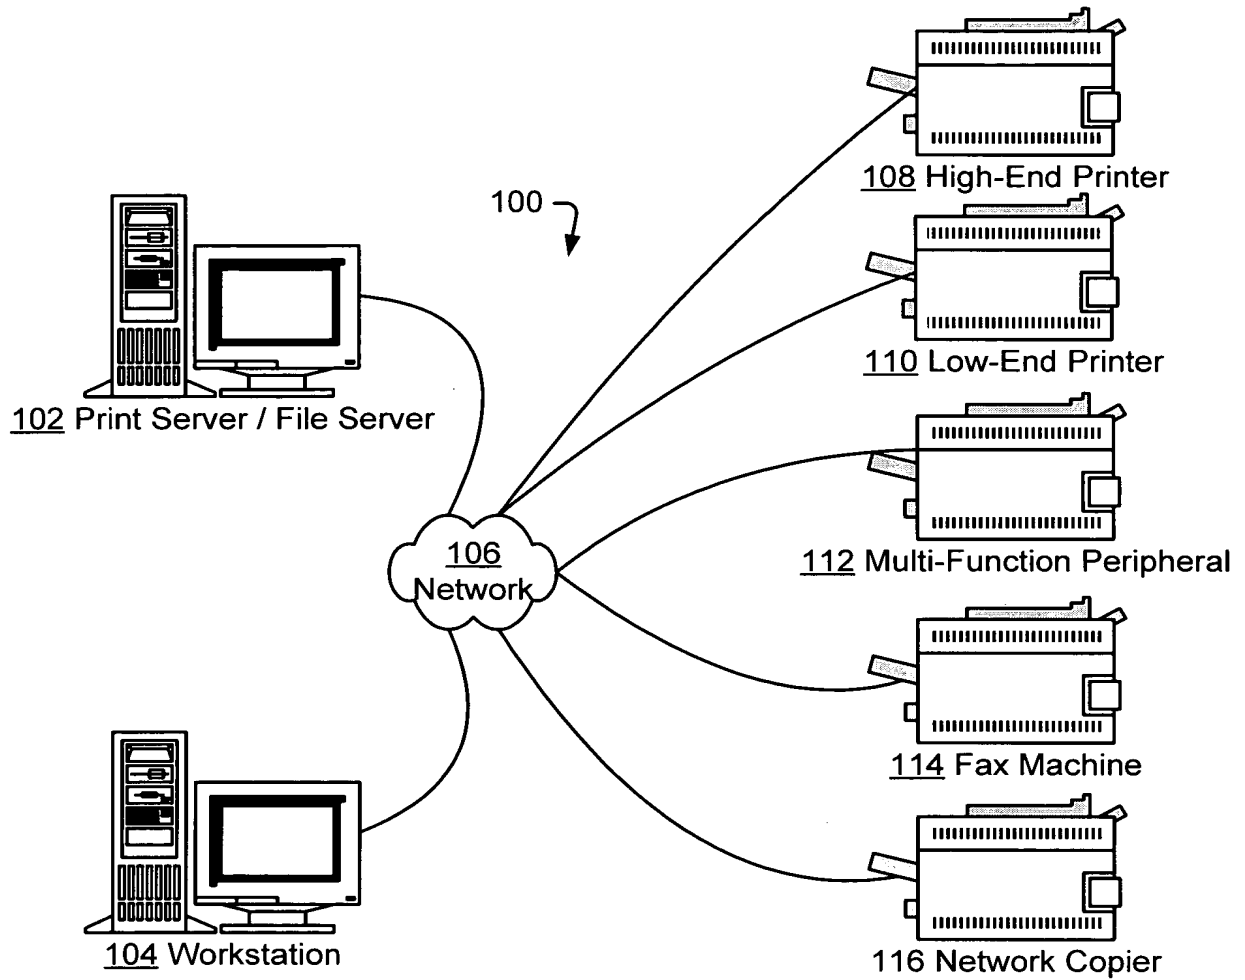 108 High-End Printer
100
110 Low-End Printer
102 Print Server / File Server
106
Network
112 Multi-Function Peripheral
114 Fax Machine
104 Workstation
116 Network Copier